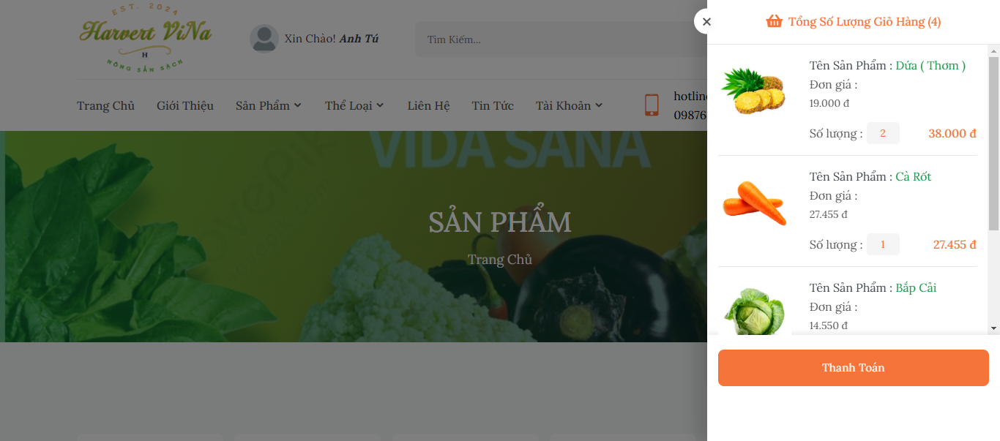 EST. 2024
Harvert ViNa
H
NÔNG SẢN SẠCH
Xin Chào! Anh Tú
Tìm Kiếm...
Trang Chủ
Giới Thiệu
Sản Phẩm
Thể Loại
Liên Hệ
Tin Tức
Tài Khoản
hotline
09876
VIDA SANA
SẢN PHẨM
Trang Chủ
Tổng Số Lượng Giỏ Hàng (4)
Tên Sản Phẩm : Dứa ( Thơm )
Đơn giá :
19.000 đ
Số lượng : 2 38.000 đ
Tên Sản Phẩm : Cà Rốt
Đơn giá :
27.455 đ
Số lượng : 1 27.455 đ
Tên Sản Phẩm : Bắp Cải
Đơn giá :
14.550 đ
Thanh Toán